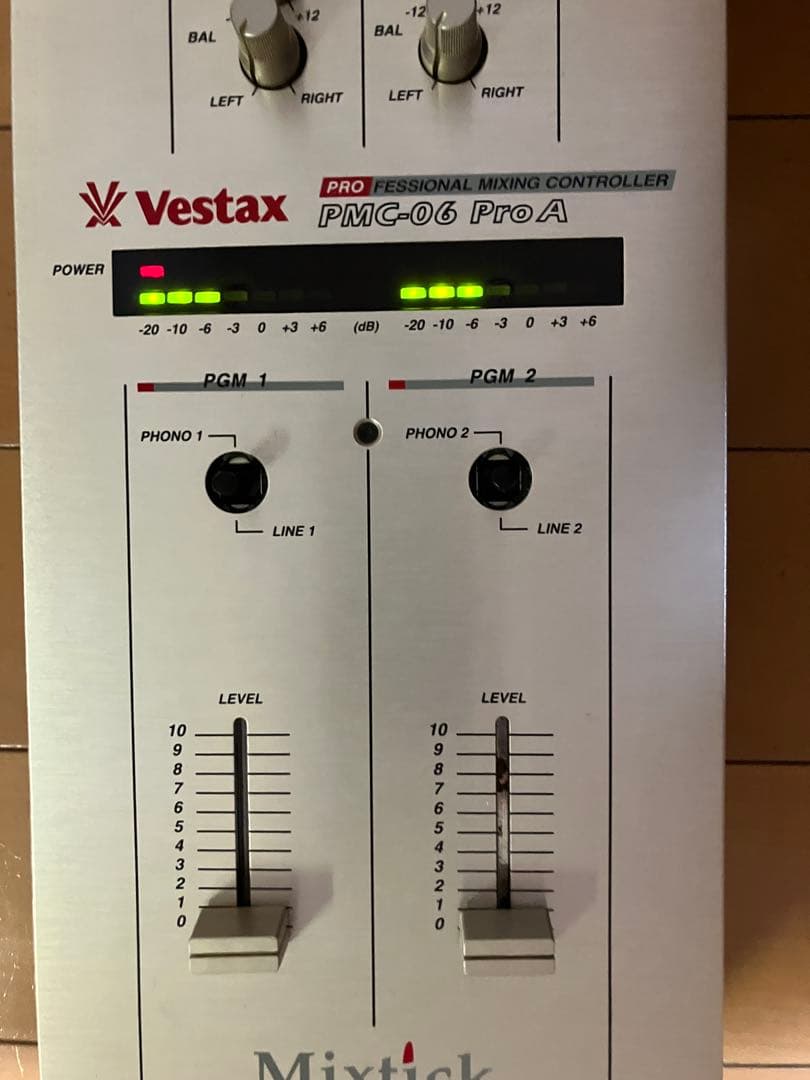 +12 -12 +12
BAL BAL
LEFT RIGHT LEFT RIGHT
Vestax PROFESSIONAL MIXING CONTROLLER
PMC-06 Pro A
POWER
-20 -10 -6 -3 0 +3 +6 (dB) -20 -10 -6 -3 0 +3 +6
PGM 1 PGM 2
PHONO 1 PHONO 2
LINE 1 LINE 2
LEVEL LEVEL
10 10
9 9
8 8
7 7
6 6
5 5
4 4
3 3
2 2
1 1
0 0
Mixtick